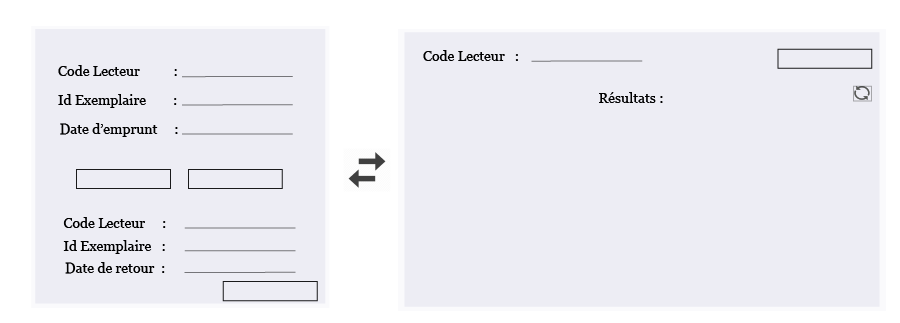 Code Lecteur :
Id Exemplaire :
Date d'emprunt :
Code Lecteur :
Id Exemplaire :
Date de retour :
Code Lecteur :
Résultats :